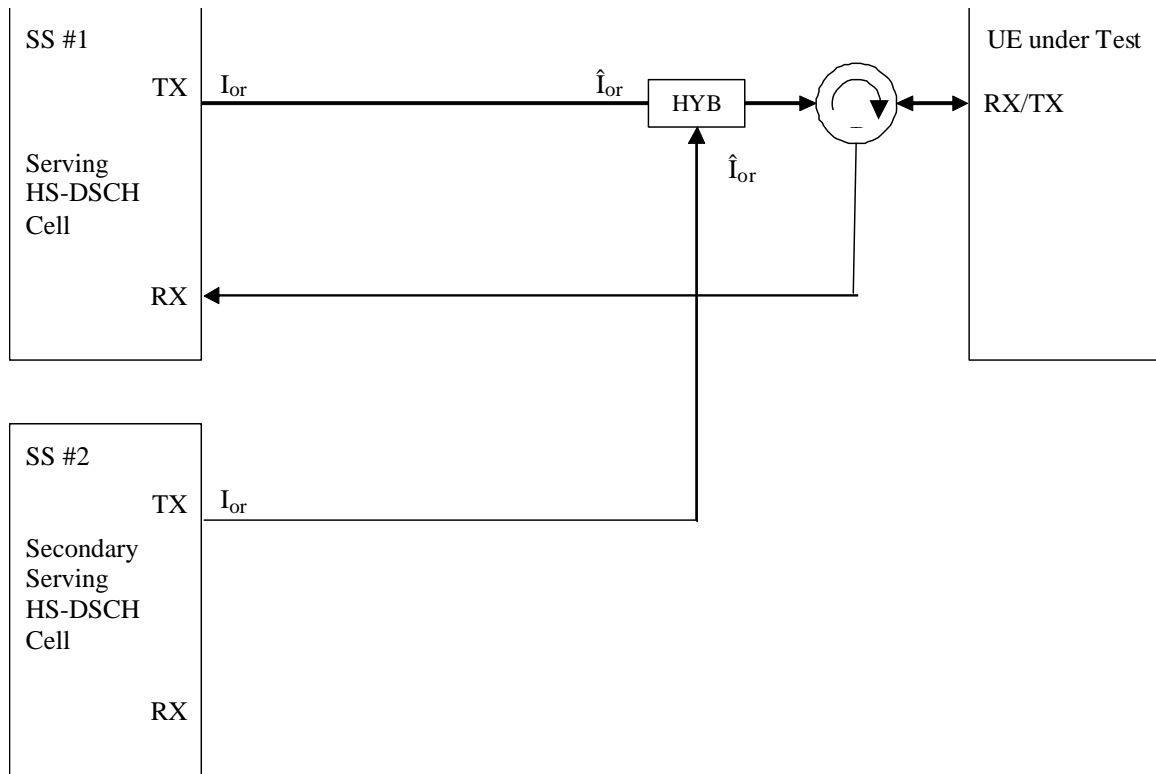 SS #1
UE under Test
TX
Ior
Îor
HYB
RX/TX
Serving
HS-DSCH
Cell
Îor
RX
SS #2
TX
Ior
Secondary
Serving
HS-DSCH
Cell
RX